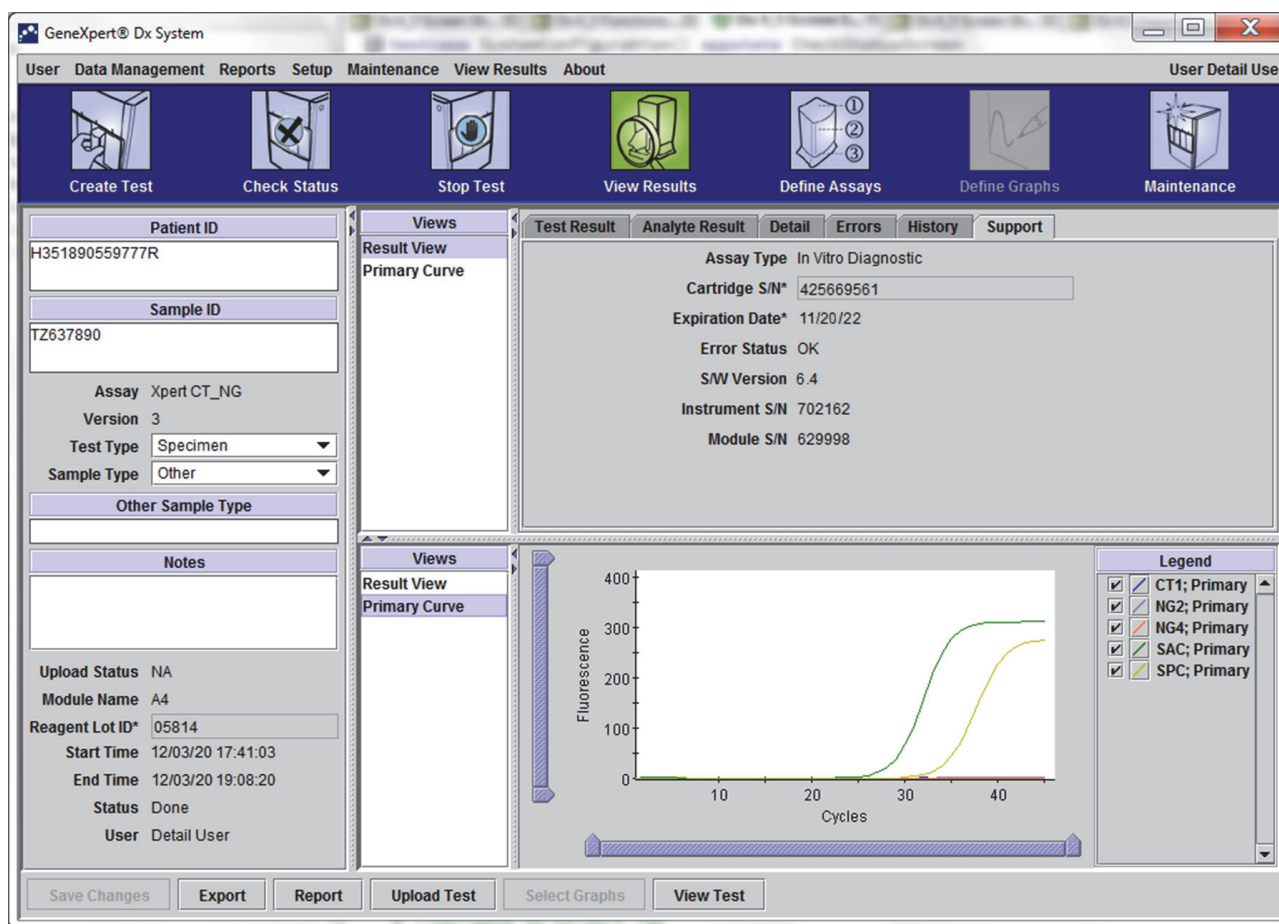 GeneXpert® Dx System
User Data Management Reports Setup Maintenance View Results About User Detail Use
① ② ③
Create Test Check Status Stop Test View Results Define Assays Define Graphs Maintenance
Patient ID
H351890559777R
Sample ID
TZ637890
Assay Xpert CT_NG
Version 3
Test Type Specimen
Sample Type Other
Other Sample Type
Notes
Upload Status NA
Module Name A4
Reagent Lot ID* 05814
Start Time 12/03/20 17:41:03
End Time 12/03/20 19:08:20
Status Done
User Detail User
Views
Result View
Primary Curve
Test Result Analyte Result Detail Errors History Support
Assay Type In Vitro Diagnostic
Cartridge S/N* 425669561
Expiration Date* 11/20/22
Error Status OK
S/W Version 6.4
Instrument S/N 702162
Module S/N 629998
Views
Result View
Primary Curve
400
300
200
100
0
Fluorescence
10 20 30 40
Cycles
Legend
CT1; Primary
NG2; Primary
NG4; Primary
SAC; Primary
SPC; Primary
Save Changes Export Report Upload Test Select Graphs View Test